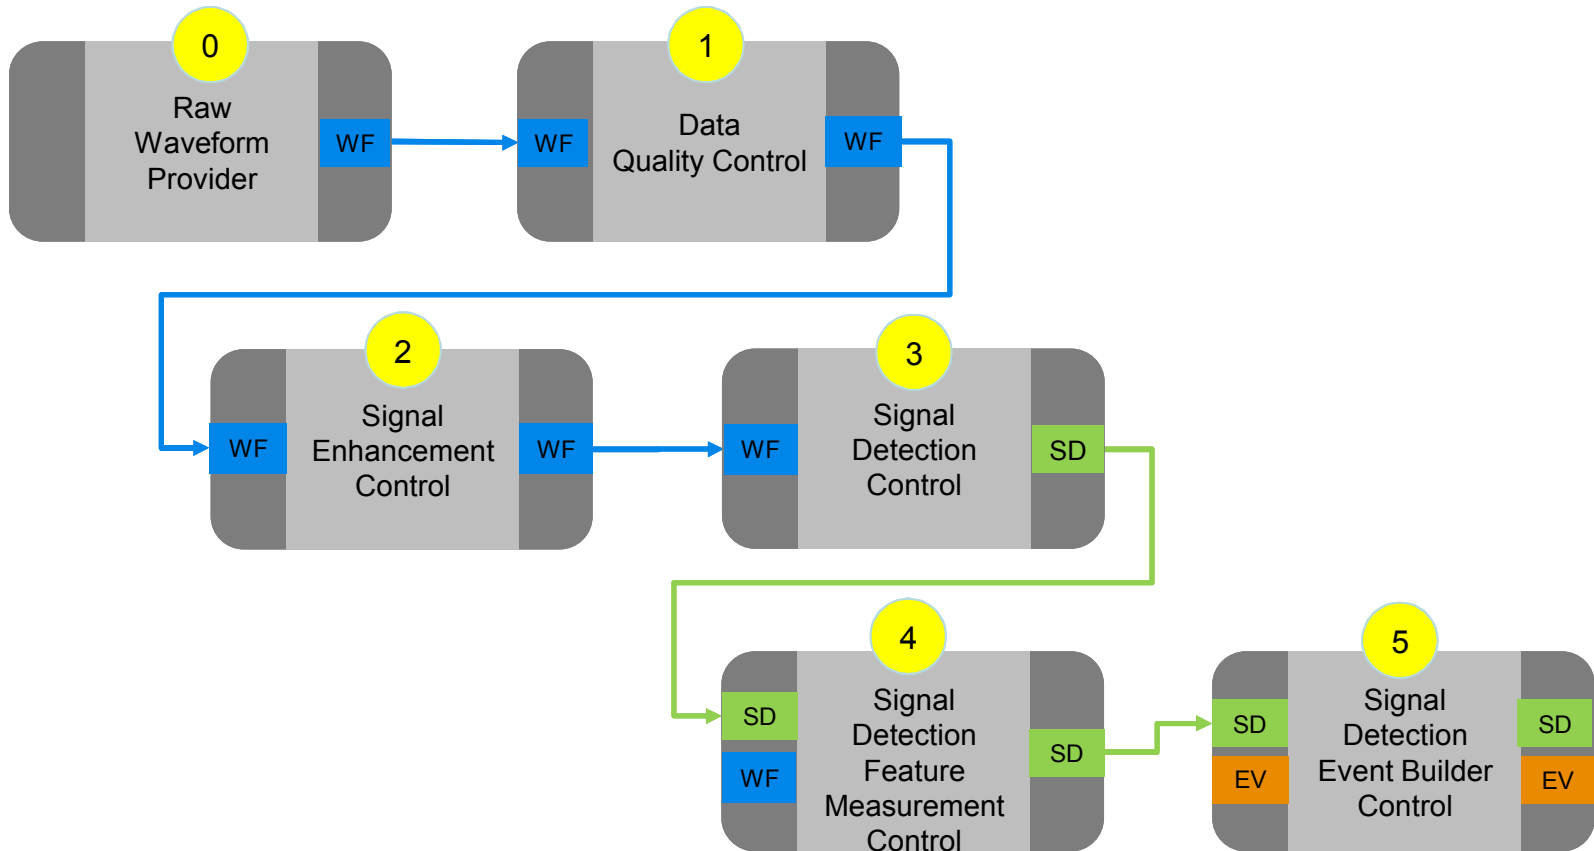 0
Raw
Waveform
Provider
WF
1
WF
Data
Quality Control
WF
2
WF
Signal
Enhancement
Control
WF
3
WF
Signal
Detection
Control
SD
4
SD
WF
Signal
Detection
Feature
Measurement
Control
SD
5
SD
EV
Signal
Detection
Event Builder
Control
SD
EV